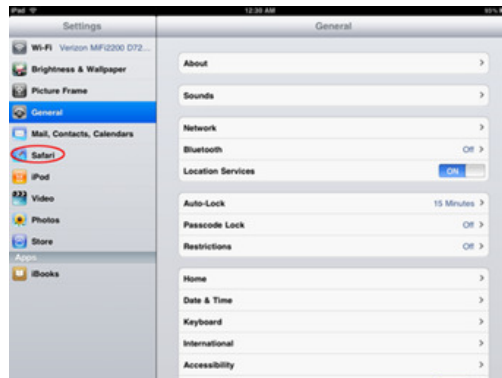 iPad
12:30 AM
95%
Settings
General
Wi-Fi Verizon MiFi2200 D72...
Brightness & Wallpaper
Picture Frame
General
Mail, Contacts, Calendars
Safari
iPod
Video
Photos
Store
Apps
iBooks
About
Sounds
Network
Bluetooth Off
Location Services ON
Auto-Lock 15 Minutes
Passcode Lock Off
Restrictions Off
Home
Date & Time
Keyboard
International
Accessibility